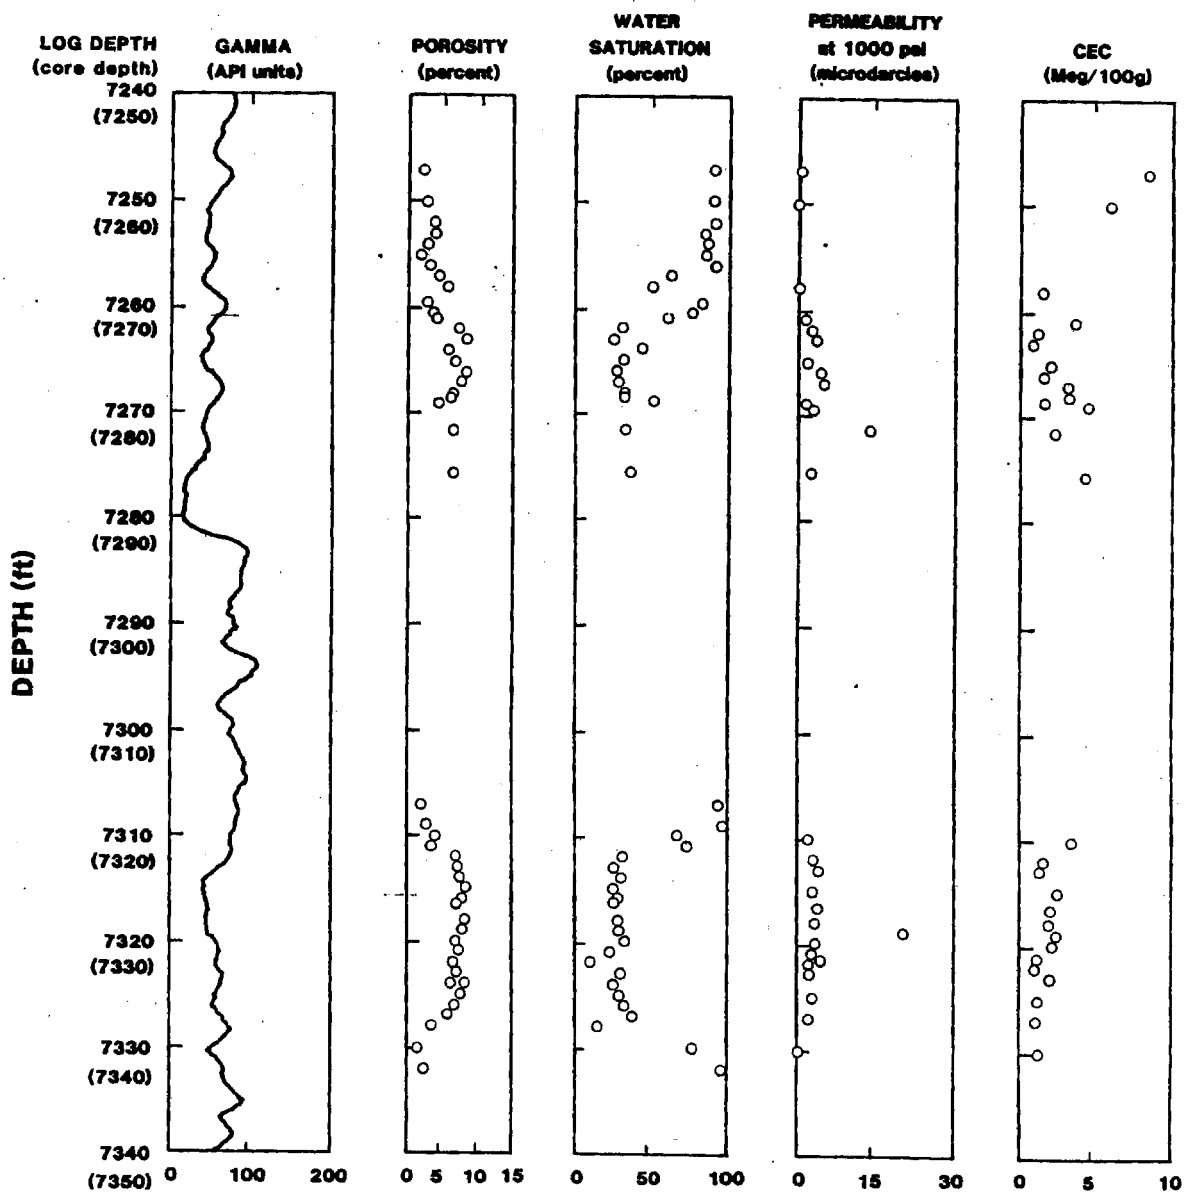 LOG DEPTH
(core depth)
GAMMA
(API units)
POROSITY
(percent)
WATER
SATURATION
(percent)
PERMEABILITY
at 1000 psi
(microdarcies)
CEC
(Meg/100g)
DEPTH (ft)
7240
(7250)
7250
(7260)
7260
(7270)
7270
(7280)
7280
(7290)
7290
(7300)
7300
(7310)
7310
(7320)
7320
(7330)
7330
(7340)
7340
(7350)
0 100 200
0 5 10 15
0 50 100
0 15 30
0 5 10